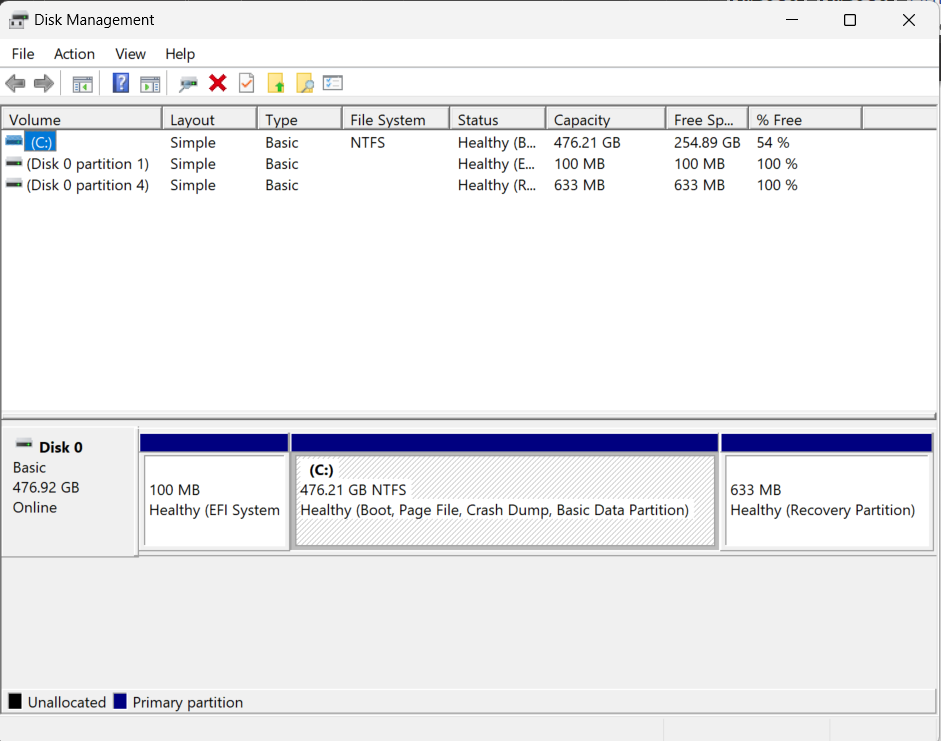 Disk Management
File Action View Help
Volume Layout Type File System Status Capacity Free Sp... % Free
(C:) Simple Basic NTFS Healthy (B... 476.21 GB 254.89 GB 54 %
(Disk 0 partition 1) Simple Basic Healthy (E... 100 MB 100 MB 100 %
(Disk 0 partition 4) Simple Basic Healthy (R... 633 MB 633 MB 100 %
Disk 0
Basic
476.92 GB
Online
100 MB
Healthy (EFI System
(C:)
476.21 GB NTFS
Healthy (Boot, Page File, Crash Dump, Basic Data Partition)
633 MB
Healthy (Recovery Partition)
Unallocated Primary partition